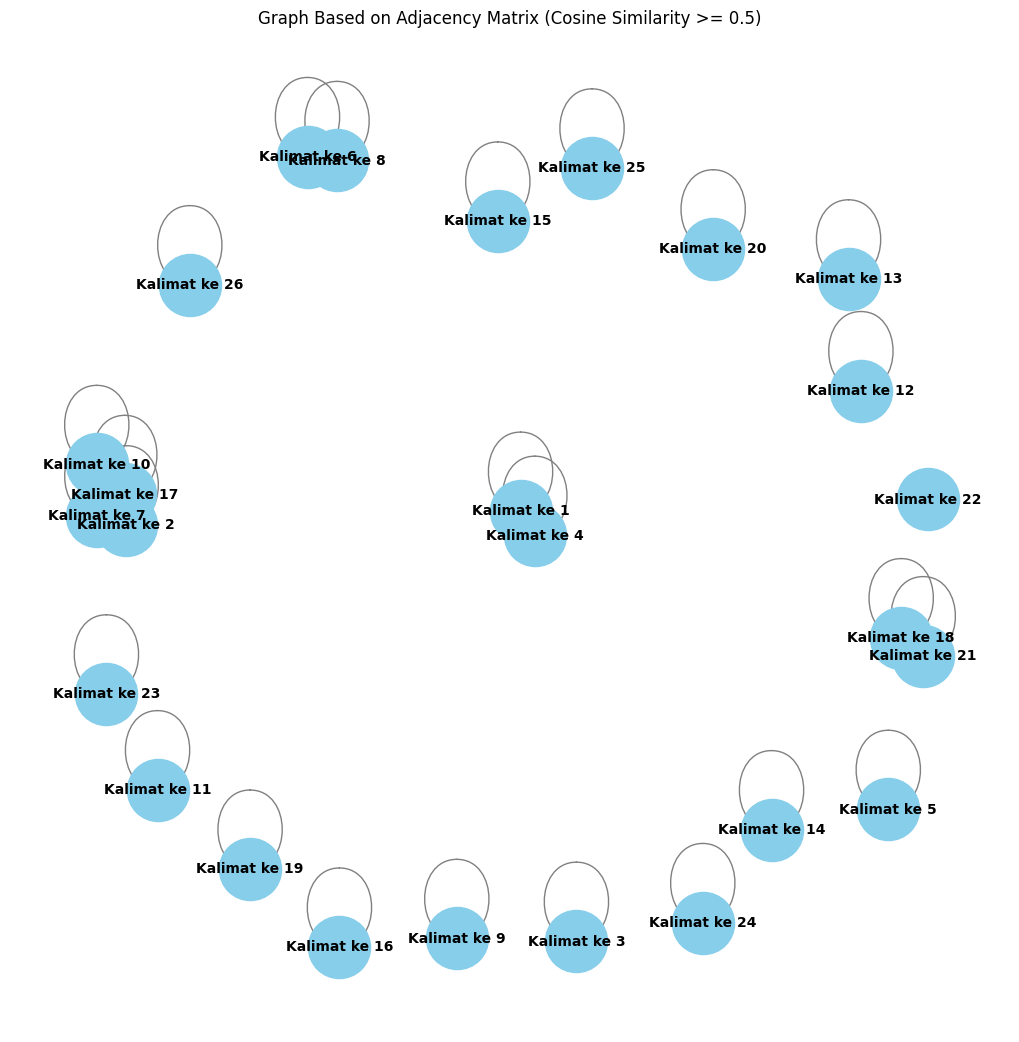 Graph Based on Adjacency Matrix (Cosine Similarity >= 0.5)
Kalimat ke 6
Kalimat ke 8
Kalimat ke 25
Kalimat ke 15
Kalimat ke 20
Kalimat ke 13
Kalimat ke 26
Kalimat ke 12
Kalimat ke 10
Kalimat ke 17
Kalimat ke 7
Kalimat ke 2
Kalimat ke 1
Kalimat ke 4
Kalimat ke 22
Kalimat ke 18
Kalimat ke 21
Kalimat ke 23
Kalimat ke 11
Kalimat ke 5
Kalimat ke 14
Kalimat ke 19
Kalimat ke 24
Kalimat ke 16
Kalimat ke 9
Kalimat ke 3